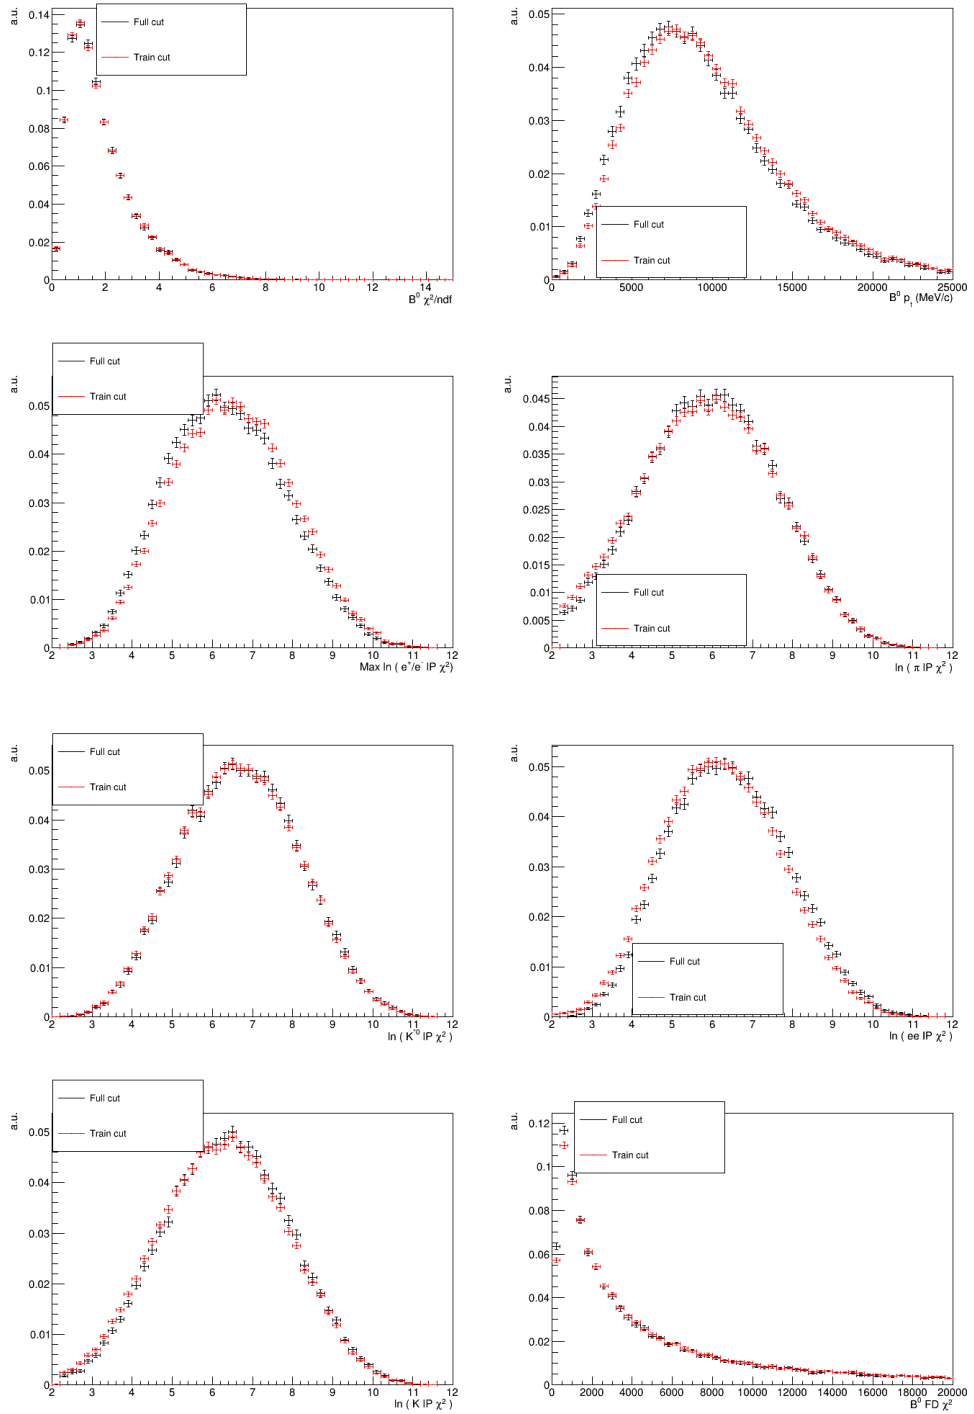 a.u.
0.14
0.12
0.1
0.08
0.06
0.04
0.02
0
Full cut
Train cut
0 2 4 6 8 10 12 14
B⁰ χ²/ndf
a.u.
0.05
0.04
0.03
0.02
0.01
0
Full cut
Train cut
0 5000 10000 15000 20000 25000
B⁰ pₜ (MeV/c)
a.u.
Full cut
Train cut
0.05
0.04
0.03
0.02
0.01
0
2 3 4 5 6 7 8 9 10 11 12
Max ln ( e⁺/e⁻ IP χ²)
a.u.
0.045
0.04
0.035
0.03
0.025
0.02
0.015
0.01
0.005
0
Full cut
Train cut
2 3 4 5 6 7 8 9 10 11 12
ln ( π IP χ²)
a.u.
Full cut
Train cut
0.05
0.04
0.03
0.02
0.01
0
2 3 4 5 6 7 8 9 10 11 12
ln ( K*⁰ IP χ²)
a.u.
0.05
0.04
0.03
0.02
0.01
0
Full cut
Train cut
2 3 4 5 6 7 8 9 10 11 12
ln ( ee IP χ²)
a.u.
Full cut
Train cut
0.05
0.04
0.03
0.02
0.01
0
2 3 4 5 6 7 8 9 10 11 12
ln ( K IP χ²)
a.u.
Full cut
Train cut
0.12
0.1
0.08
0.06
0.04
0.02
0
0 2000 4000 6000 8000 10000 12000 14000 16000 18000 20000
B⁰ FD χ²